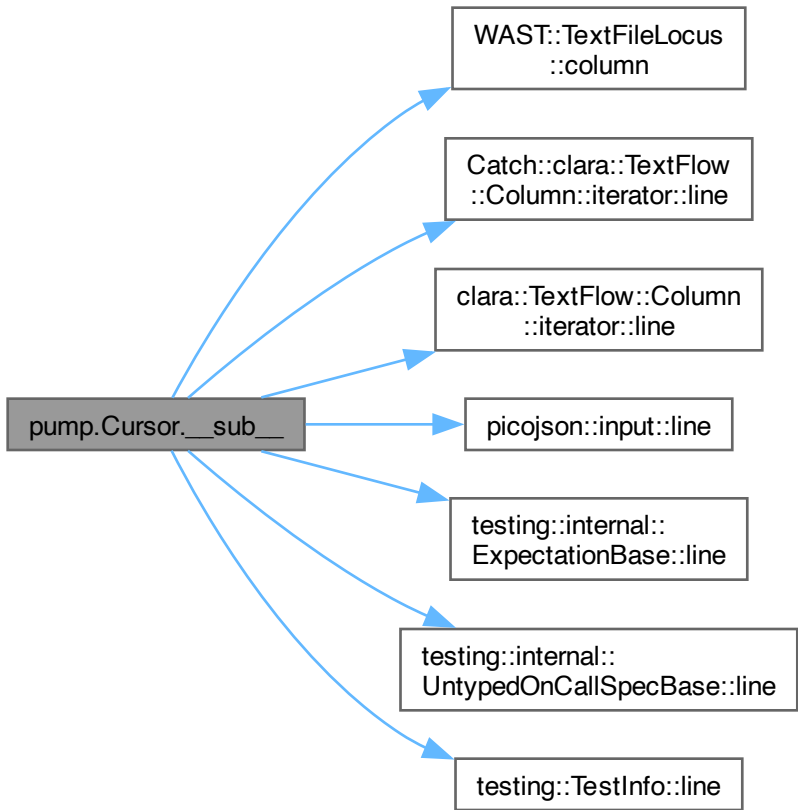 WAST::TextFileLocus
::column
Catch::clara::TextFlow
::Column::iterator::line
clara::TextFlow::Column
::iterator::line
pump.Cursor.__sub__
picojson::input::line
testing::internal::
ExpectationBase::line
testing::internal::
UntypedOnCallSpecBase::line
testing::TestInfo::line